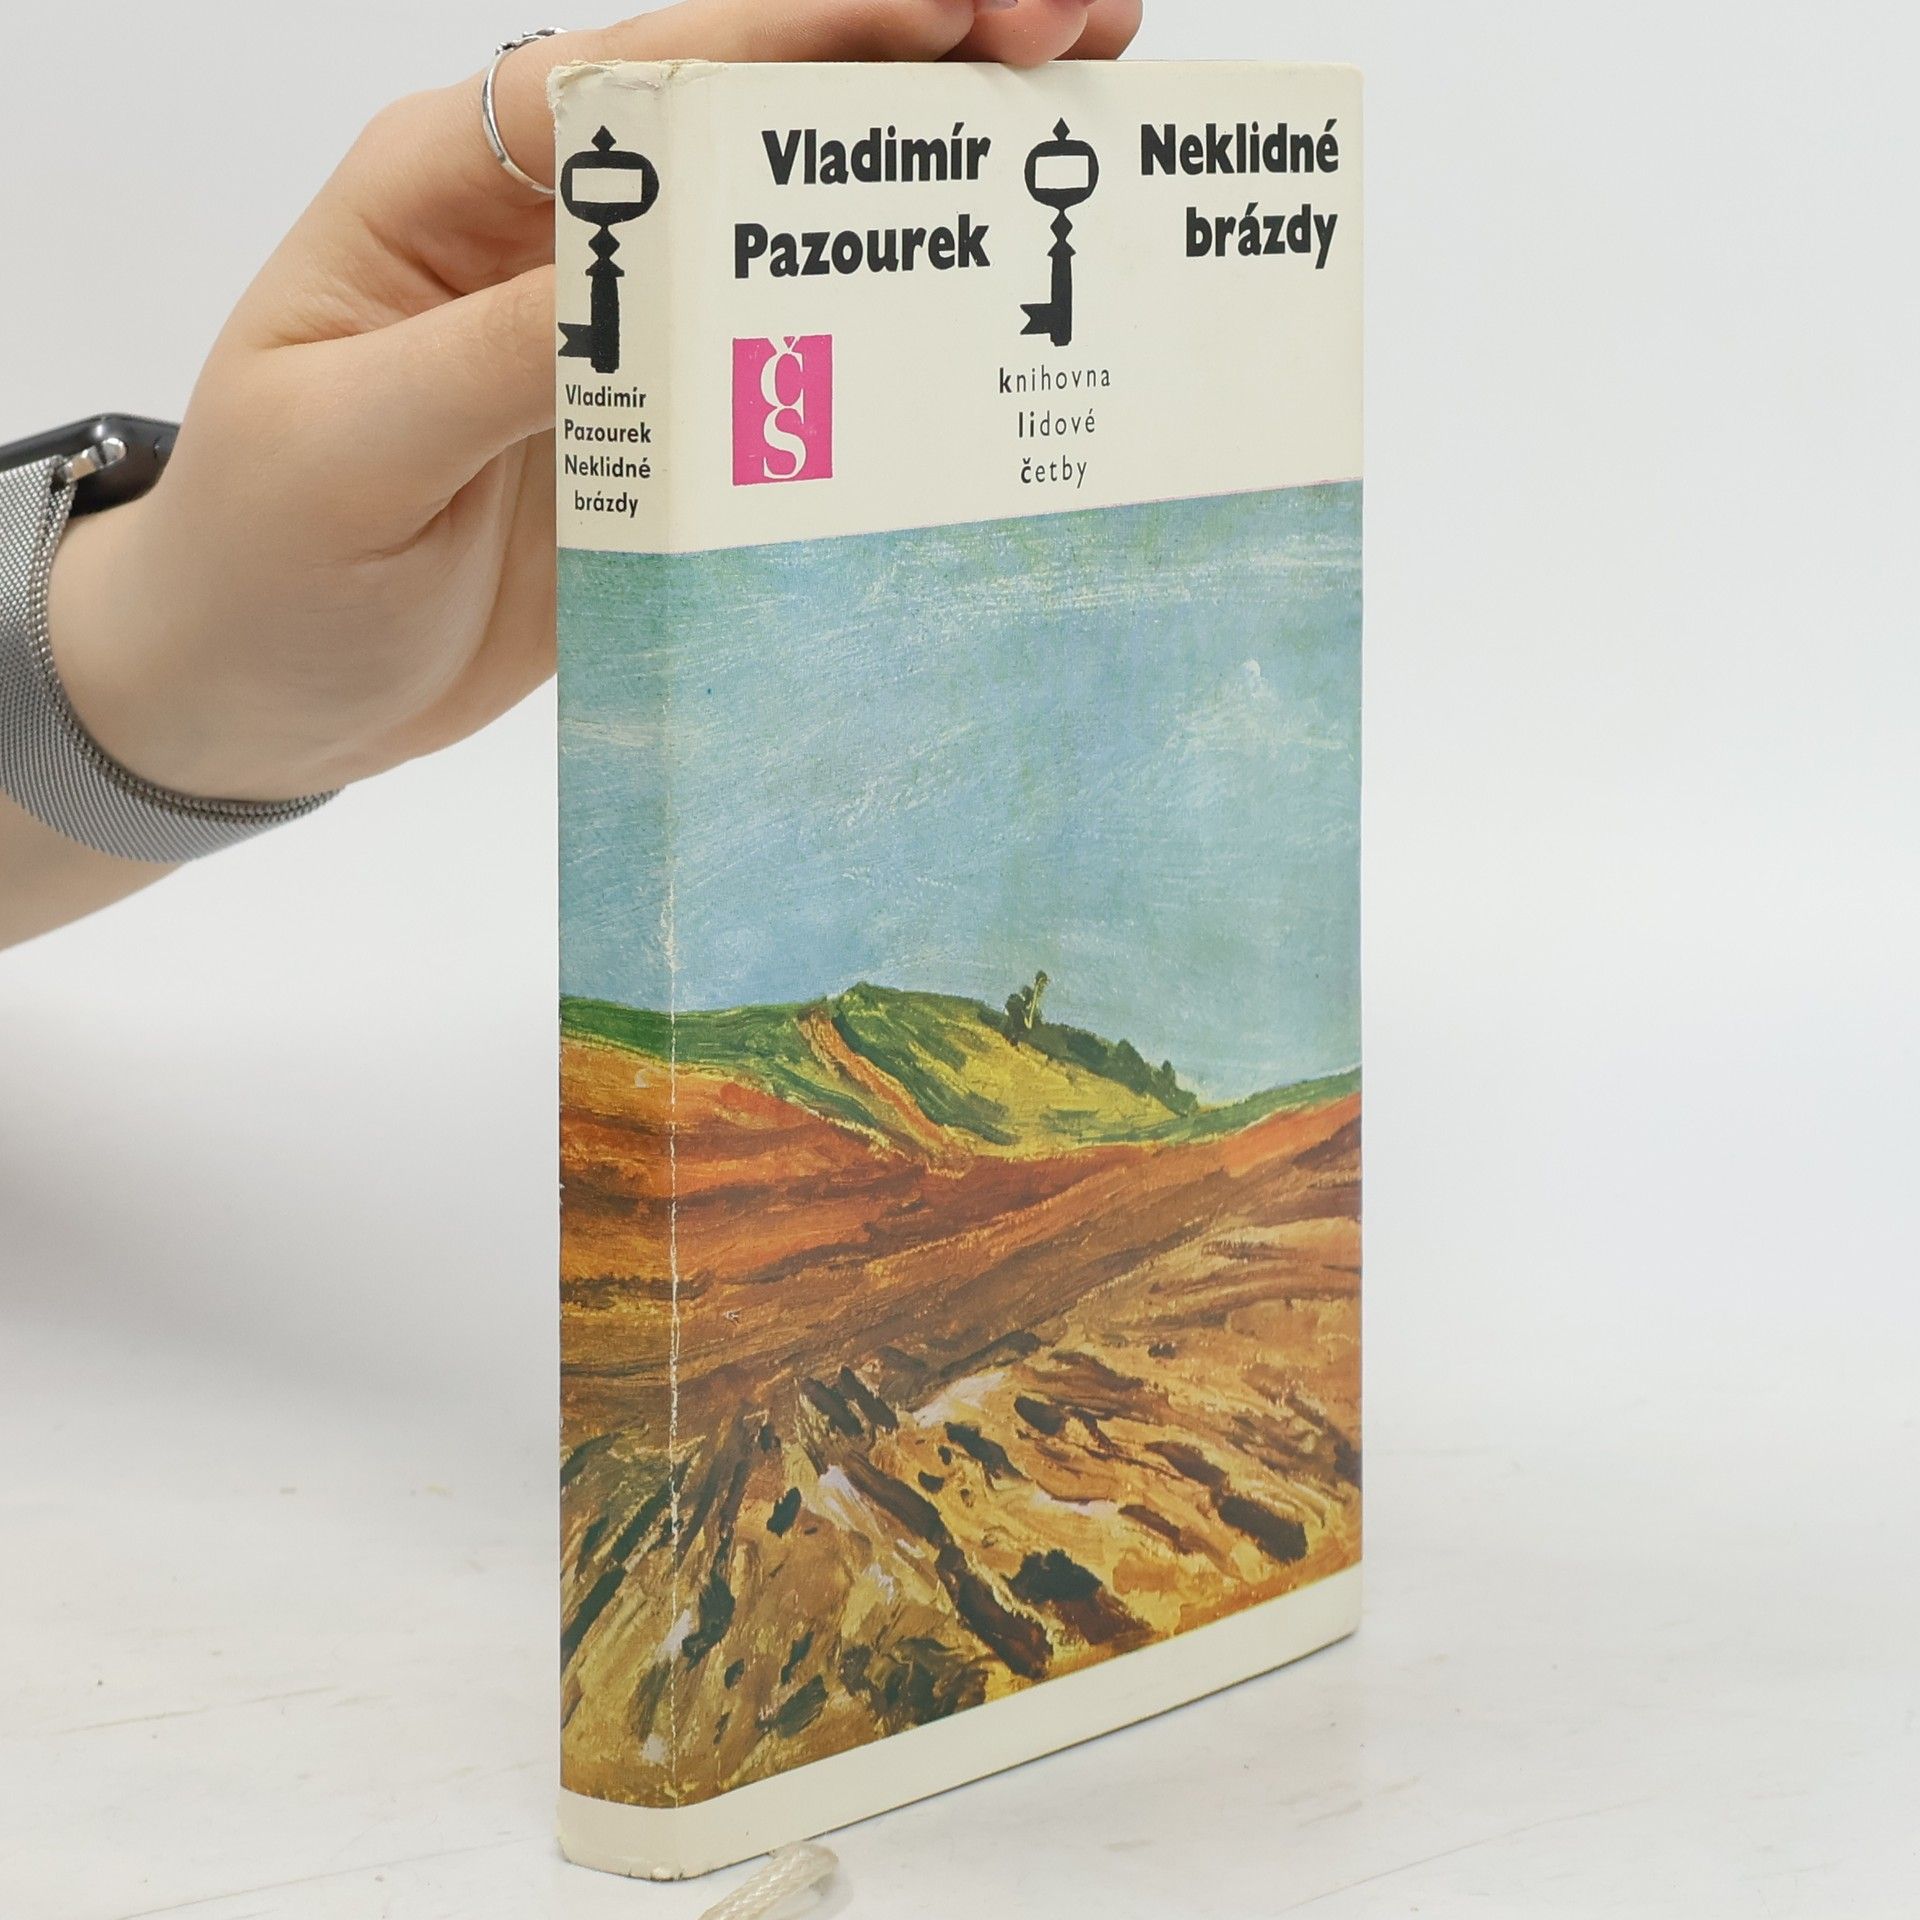 Vladimír
Pazourek
Neklidné
brázdy
ČS
knihovna
lidové
četby
Vladimír
Pazourek
Neklidné
brázdy